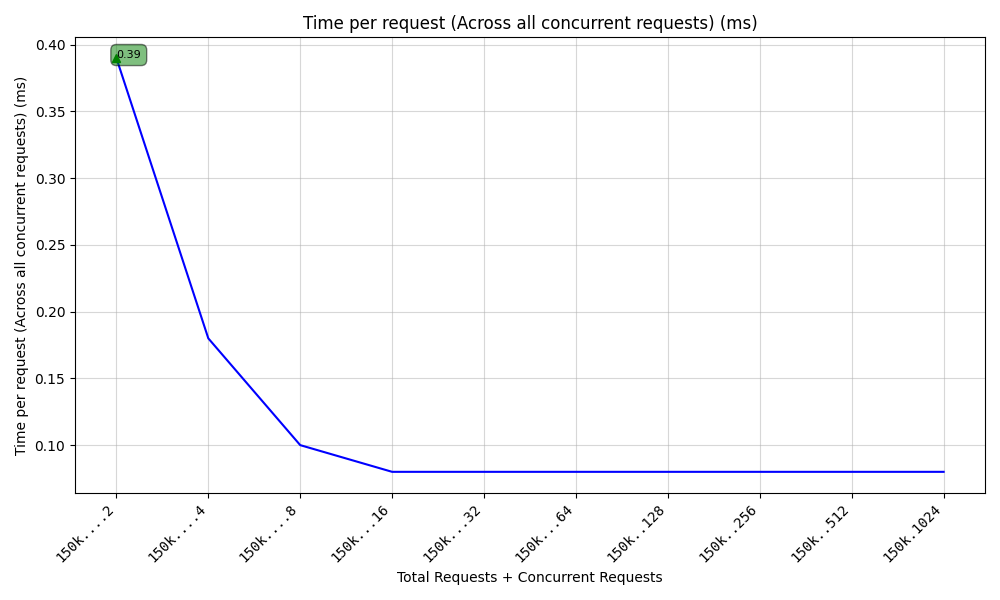 Time per request (Across all concurrent requests) (ms)
Time per request (Across all concurrent requests) (ms)
0.40
0.35
0.30
0.25
0.20
0.15
0.10
0.39
150k....2
150k....4
150k....8
150k...16
150k...32
150k...64
150k..128
150k..256
150k..512
150k.1024
Total Requests + Concurrent Requests